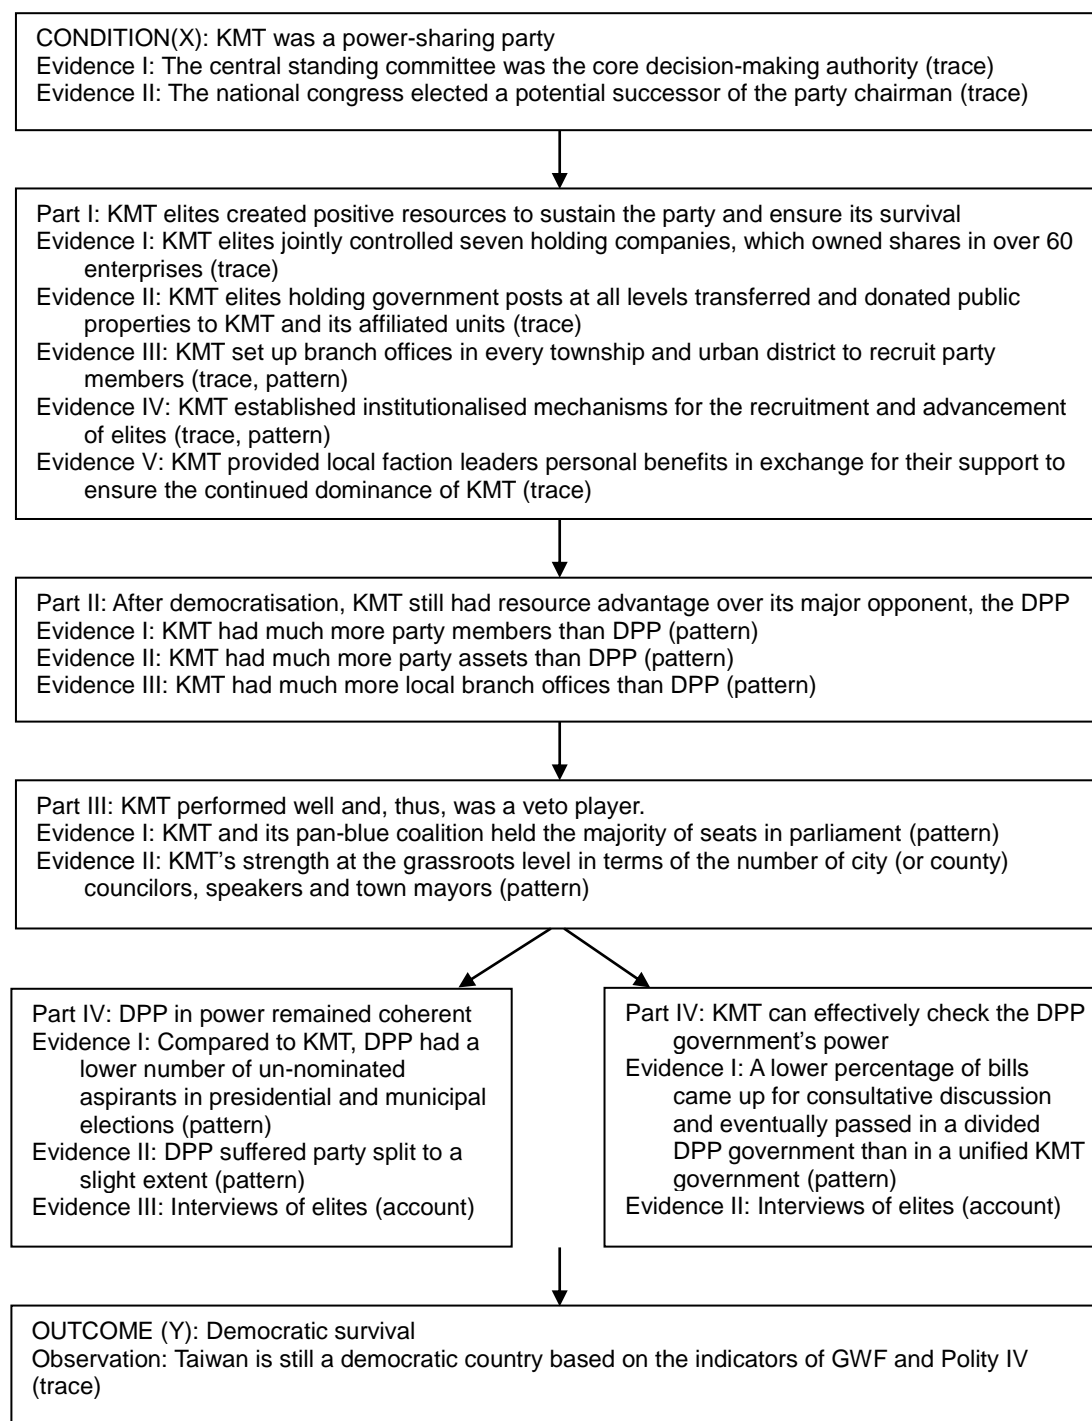 CONDITION(X): KMT was a power-sharing party
Evidence I: The central standing committee was the core decision-making authority (trace)
Evidence II: The national congress elected a potential successor of the party chairman (trace)
Part I: KMT elites created positive resources to sustain the party and ensure its survival
Evidence I: KMT elites jointly controlled seven holding companies, which owned shares in over 60
enterprises (trace)
Evidence II: KMT elites holding government posts at all levels transferred and donated public
properties to KMT and its affiliated units (trace)
Evidence III: KMT set up branch offices in every township and urban district to recruit party
members (trace, pattern)
Evidence IV: KMT established institutionalised mechanisms for the recruitment and advancement
of elites (trace, pattern)
Evidence V: KMT provided local faction leaders personal benefits in exchange for their support to
ensure the continued dominance of KMT (trace)
Part II: After democratisation, KMT still had resource advantage over its major opponent, the DPP
Evidence I: KMT had much more party members than DPP (pattern)
Evidence II: KMT had much more party assets than DPP (pattern)
Evidence III: KMT had much more local branch offices than DPP (pattern)
Part III: KMT performed well and, thus, was a veto player.
Evidence I: KMT and its pan-blue coalition held the majority of seats in parliament (pattern)
Evidence II: KMT's strength at the grassroots level in terms of the number of city (or county)
councilors, speakers and town mayors (pattern)
Part IV: DPP in power remained coherent
Evidence I: Compared to KMT, DPP had a
lower number of un-nominated
aspirants in presidential and municipal
elections (pattern)
Evidence II: DPP suffered party split to a
slight extent (pattern)
Evidence III: Interviews of elites (account)
Part IV: KMT can effectively check the DPP
government's power
Evidence I: A lower percentage of bills
came up for consultative discussion
and eventually passed in a divided
DPP government than in a unified KMT
government (pattern)
Evidence II: Interviews of elites (account)
OUTCOME (Y): Democratic survival
Observation: Taiwan is still a democratic country based on the indicators of GWF and Polity IV
(trace)